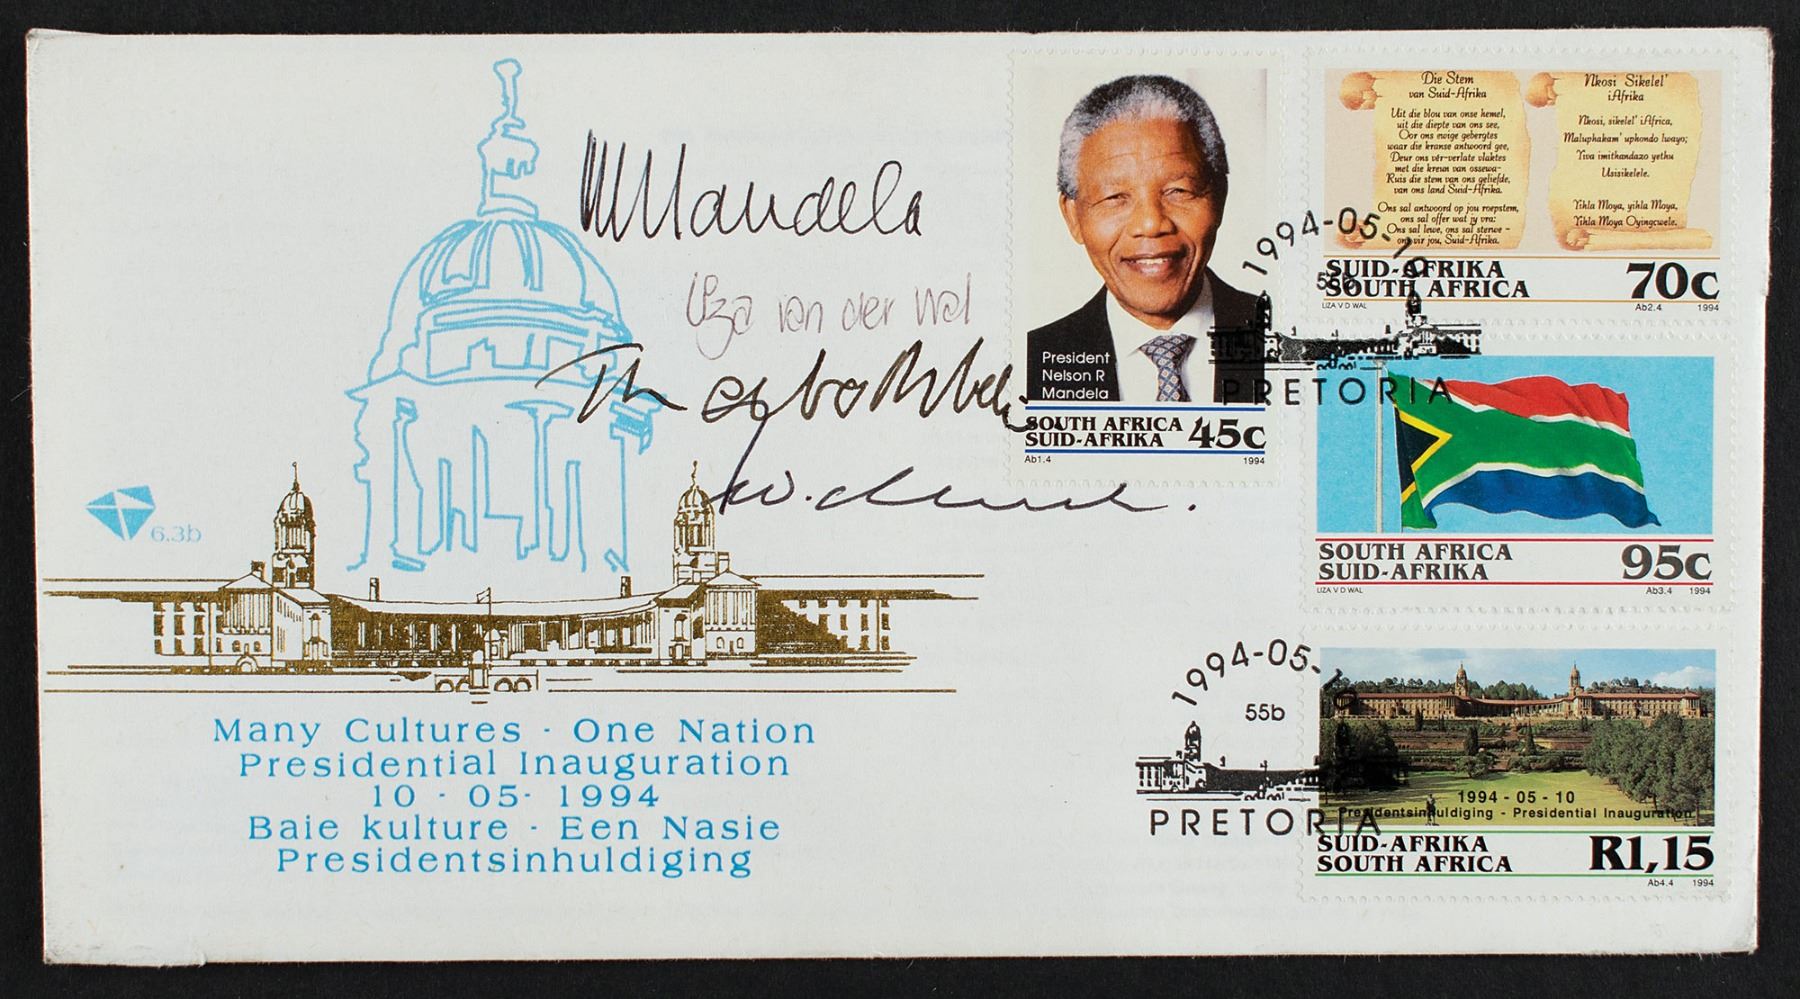 NMandela
Liza van der Wal
F.W. de Klerk.
6.3b
Many Cultures - One Nation
Presidential Inauguration
10 - 05- 1994
Baie kulture - Een Nasie
Presidentsinhuldiging
President
Nelson R
Mandela
SOUTH AFRICA
SUID-AFRIKA 45c
Ab1.4 1994
Die Stem
van Suid-Afrika
Uit die blou van onse hemel,
uit die diepte van ons see,
Oor ons ewige gebergtes
waar die kranse antwoord gee,
Deur ons vér-verlate vlaktes
met die kreun van ossewa-
Ruis die stem van ons geliefde,
van ons land Suid-Afrika.
Ons sal antwoord op jou roepstem,
ons sal offer wat jy vra:
Ons sal lewe, ons sal sterwe -
ons vir jou, Suid-Afrika.
Nkosi Sikelel'
iAfrika
Nkosi, sikelel' iAfrica,
Maluphakam' uphondo lwayo;
Yiva imithandazo yethu
Usisikelele.
Yihla Moya, yihla Moya,
Yihla Moya Oyingcwele.
SUID-AFRIKA
SOUTH AFRICA 70c
LIZA V D WAL Ab2.4 1994
1994-05-10
55b
PRETORIA
SOUTH AFRICA
SUID-AFRIKA 95c
LIZA V D WAL Ab3.4 1994
1994-05-10
55b
PRETORIA
1994 - 05 - 10
Presidentsinhuldiging - Presidential Inauguration
SUID-AFRIKA
SOUTH AFRICA R1,15
Ab4.4 1994